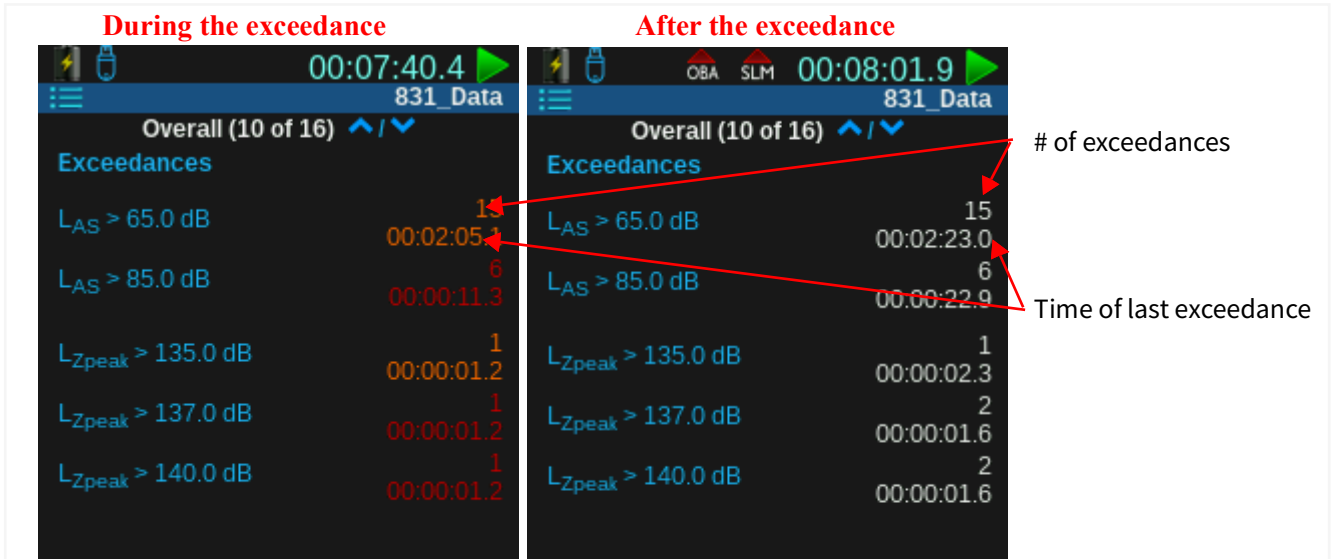 During the exceedance
00:07:40.4
831_Data
Overall (10 of 16) /
Exceedances
LAS > 65.0 dB
15
00:02:05.1
LAS > 85.0 dB
6
00:00:11.3
LZpeak > 135.0 dB
1
00:00:01.2
LZpeak > 137.0 dB
1
00:00:01.2
LZpeak > 140.0 dB
1
00:00:01.2
After the exceedance
OBA SLM 00:08:01.9
831_Data
Overall (10 of 16) /
Exceedances
LAS > 65.0 dB
15
00:02:23.0
LAS > 85.0 dB
6
00:00:22.9
LZpeak > 135.0 dB
1
00:00:02.3
LZpeak > 137.0 dB
2
00:00:01.6
LZpeak > 140.0 dB
2
00:00:01.6
# of exceedances
Time of last exceedance